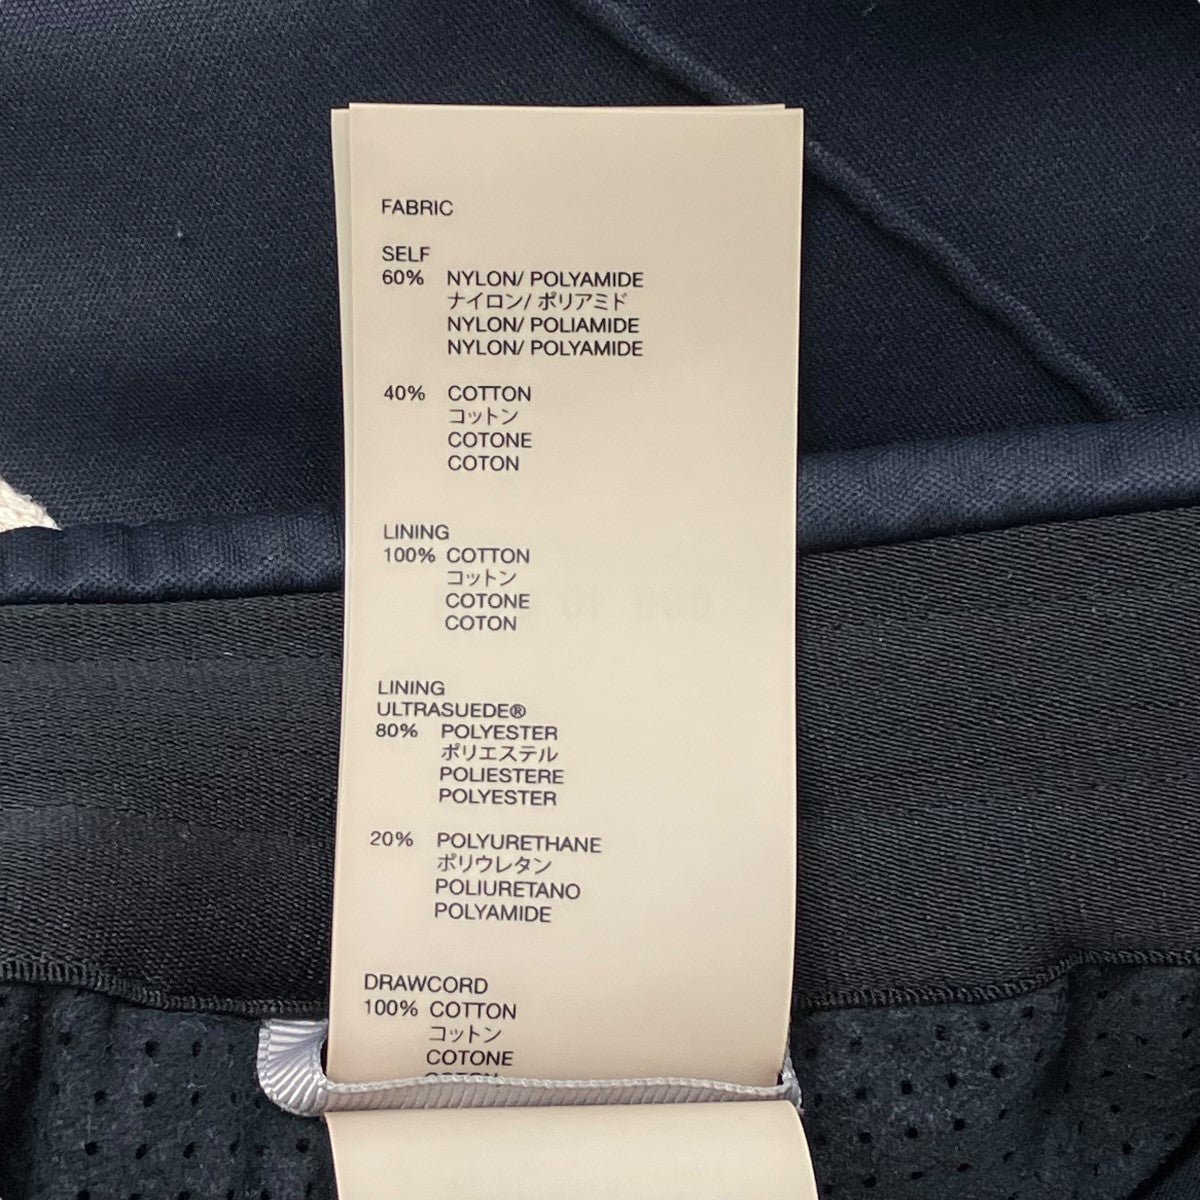 FABRIC
SELF
60% NYLON/ POLYAMIDE
ナイロン/ ポリアミド
NYLON/ POLIAMIDE
NYLON/ POLYAMIDE
40% COTTON
コットン
COTONE
COTON
LINING
100% COTTON
コットン
COTONE
COTON
LINING
ULTRASUEDE®
80% POLYESTER
ポリエステル
POLIESTERE
POLYESTER
20% POLYURETHANE
ポリウレタン
POLIURETANO
POLYAMIDE
DRAWCORD
100% COTTON
コットン
COTONE
COTON